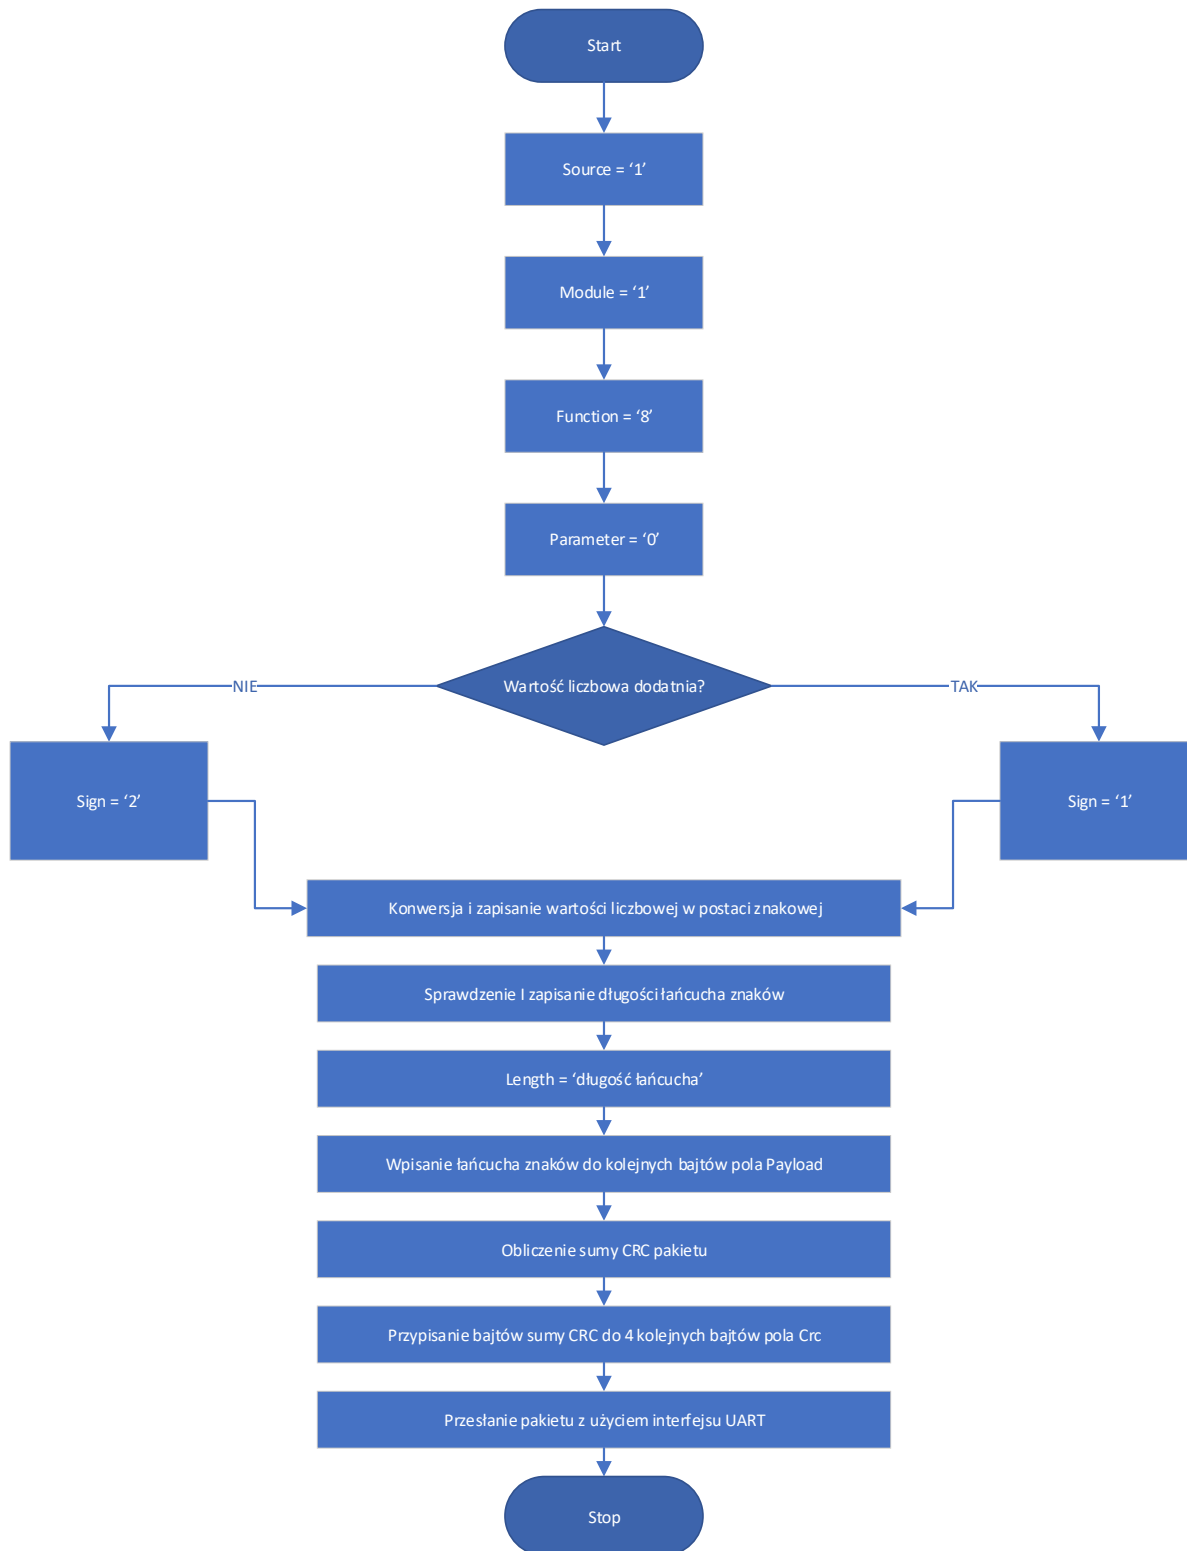 Start
Source = ‘1’
Module = ‘1’
Function = ‘8’
Parameter = ‘0’
Wartość liczbowa dodatnia?
NIE
TAK
Sign = ‘2’
Sign = ‘1’
Konwersja i zapisanie wartości liczbowej w postaci znakowej
Sprawdzenie I zapisanie długości łańcucha znaków
Length = ‘długość łańcucha’
Wpisanie łańcucha znaków do kolejnych bajtów pola Payload
Obliczenie sumy CRC pakietu
Przypisanie bajtów sumy CRC do 4 kolejnych bajtów pola Crc
Przesłanie pakietu z użyciem interfejsu UART
Stop